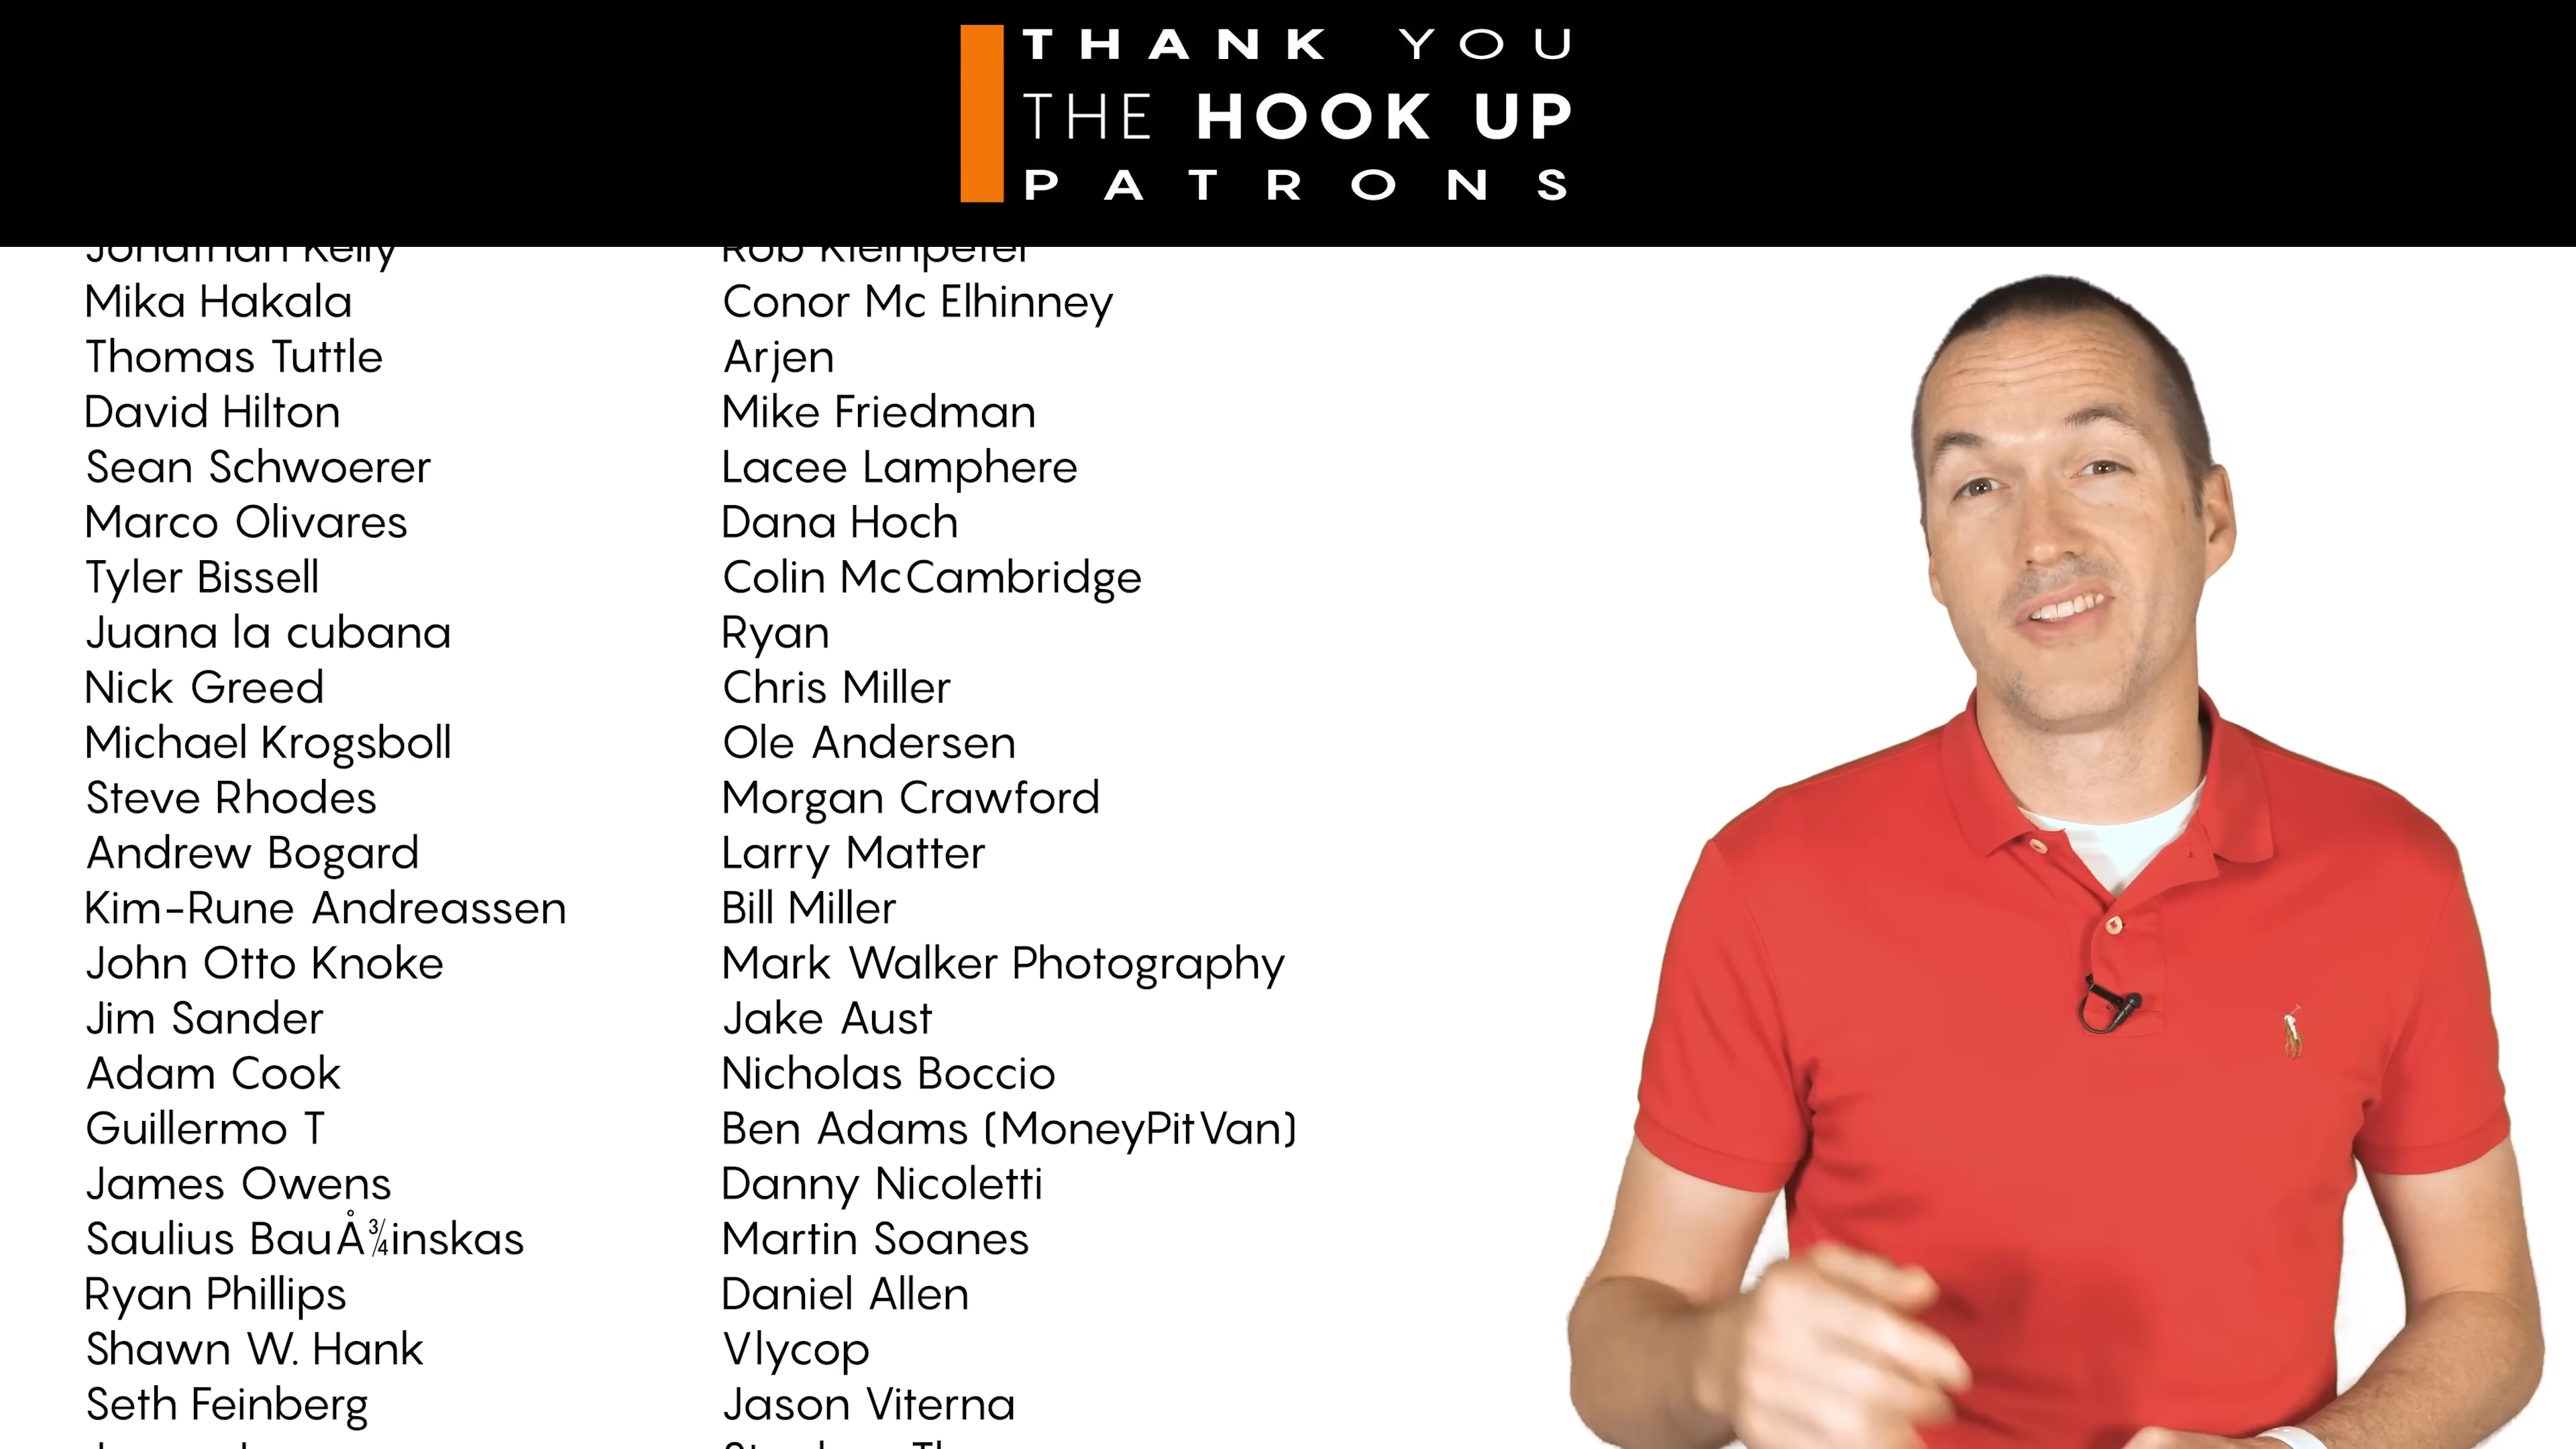 THANK YOU
THE HOOK UP
PATRONS
Jonathan Kelly
Mika Hakala
Thomas Tuttle
David Hilton
Sean Schwoerer
Marco Olivares
Tyler Bissell
Juana la cubana
Nick Greed
Michael Krogsboll
Steve Rhodes
Andrew Bogard
Kim-Rune Andreassen
John Otto Knoke
Jim Sander
Adam Cook
Guillermo T
James Owens
Saulius BauÅ¾inskas
Ryan Phillips
Shawn W. Hank
Seth Feinberg
Rob Kleinpeter
Conor Mc Elhinney
Arjen
Mike Friedman
Lacee Lamphere
Dana Hoch
Colin McCambridge
Ryan
Chris Miller
Ole Andersen
Morgan Crawford
Larry Matter
Bill Miller
Mark Walker Photography
Jake Aust
Nicholas Boccio
Ben Adams (MoneyPitVan)
Danny Nicoletti
Martin Soanes
Daniel Allen
Vlycop
Jason Viterna